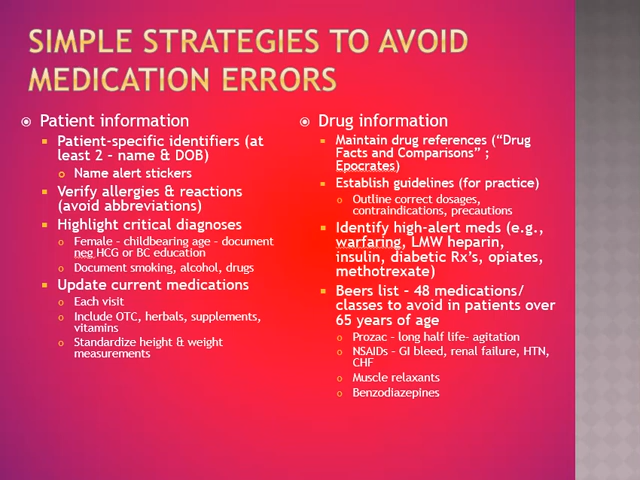 SIMPLE STRATEGIES TO AVOID
MEDICATION ERRORS
Patient information
Patient-specific identifiers (at
least 2 – name & DOB)
Name alert stickers
Verify allergies & reactions
(avoid abbreviations)
Highlight critical diagnoses
Female – childbearing age – document
neg HCG or BC education
Document smoking, alcohol, drugs
Update current medications
Each visit
Include OTC, herbals, supplements,
vitamins
Standardize height & weight
measurements
Drug information
Maintain drug references ("Drug
Facts and Comparisons" ;
Epocrates)
Establish guidelines (for practice)
Outline correct dosages,
contraindications, precautions
Identify high-alert meds (e.g.,
warfaring, LMW heparin,
insulin, diabetic Rx's, opiates,
methotrexate)
Beers list – 48 medications/
classes to avoid in patients over
65 years of age
Prozac – long half life- agitation
NSAIDs – GI bleed, renal failure, HTN,
CHF
Muscle relaxants
Benzodiazepines